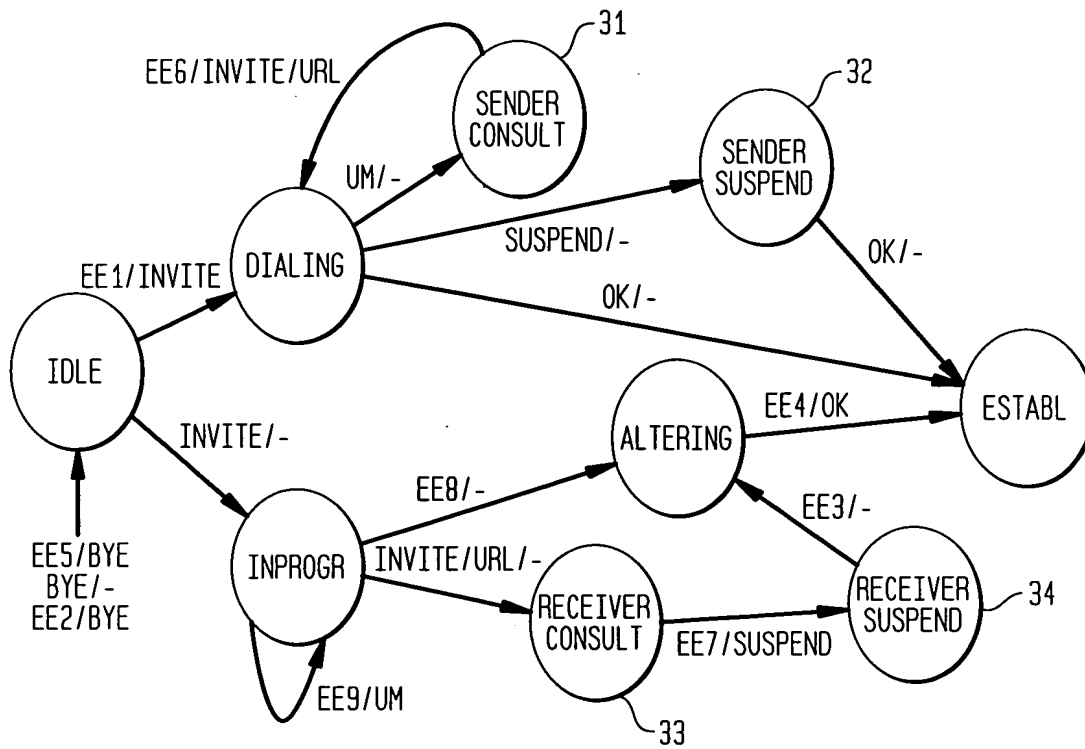 31
EE6/INVITE/URL
32
SENDER
CONSULT
SENDER
SUSPEND
UM/-
SUSPEND/-
DIALING
OK/-
EE1/INVITE
OK/-
IDLE
EE4/OK
ESTABL
ALTERING
INVITE/-
EE8/-
EE3/-
EE5/BYE
BYE/-
EE2/BYE
INPROGR
INVITE/URL/-
RECEIVER
CONSULT
RECEIVER
SUSPEND
34
EE7/SUSPEND
EE9/UM
33